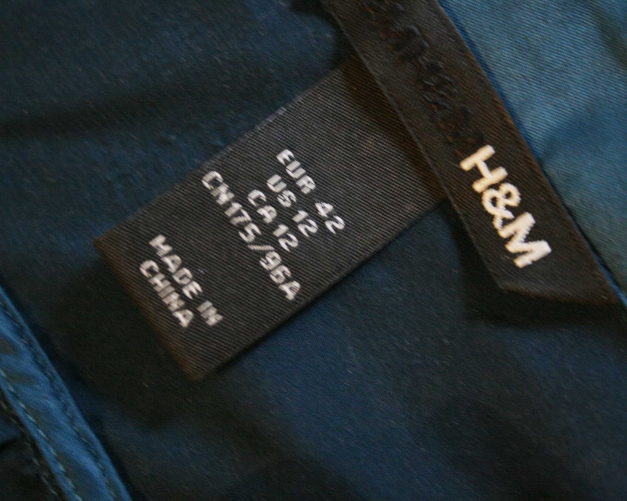 H&M
EUR 42
US 12
CA 12
CN175/96A
MADE IN
CHINA